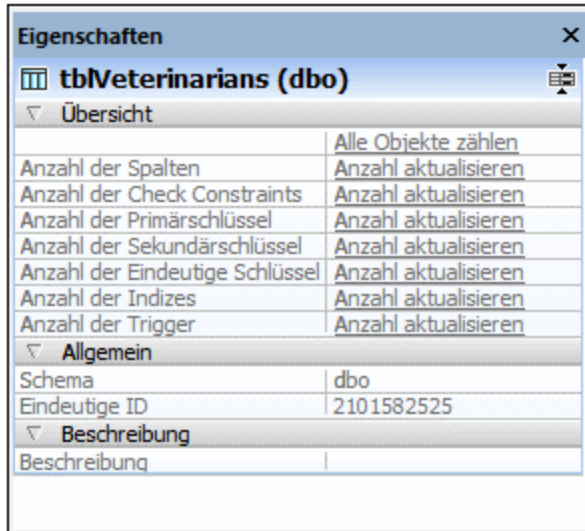 Eigenschaften
tblVeterinarians (dbo)
Übersicht
Alle Objekte zählen
Anzahl der Spalten Anzahl aktualisieren
Anzahl der Check Constraints Anzahl aktualisieren
Anzahl der Primärschlüssel Anzahl aktualisieren
Anzahl der Sekundärschlüssel Anzahl aktualisieren
Anzahl der Eindeutige Schlüssel Anzahl aktualisieren
Anzahl der Indizes Anzahl aktualisieren
Anzahl der Trigger Anzahl aktualisieren
Allgemein
Schema dbo
Eindeutige ID 2101582525
Beschreibung
Beschreibung